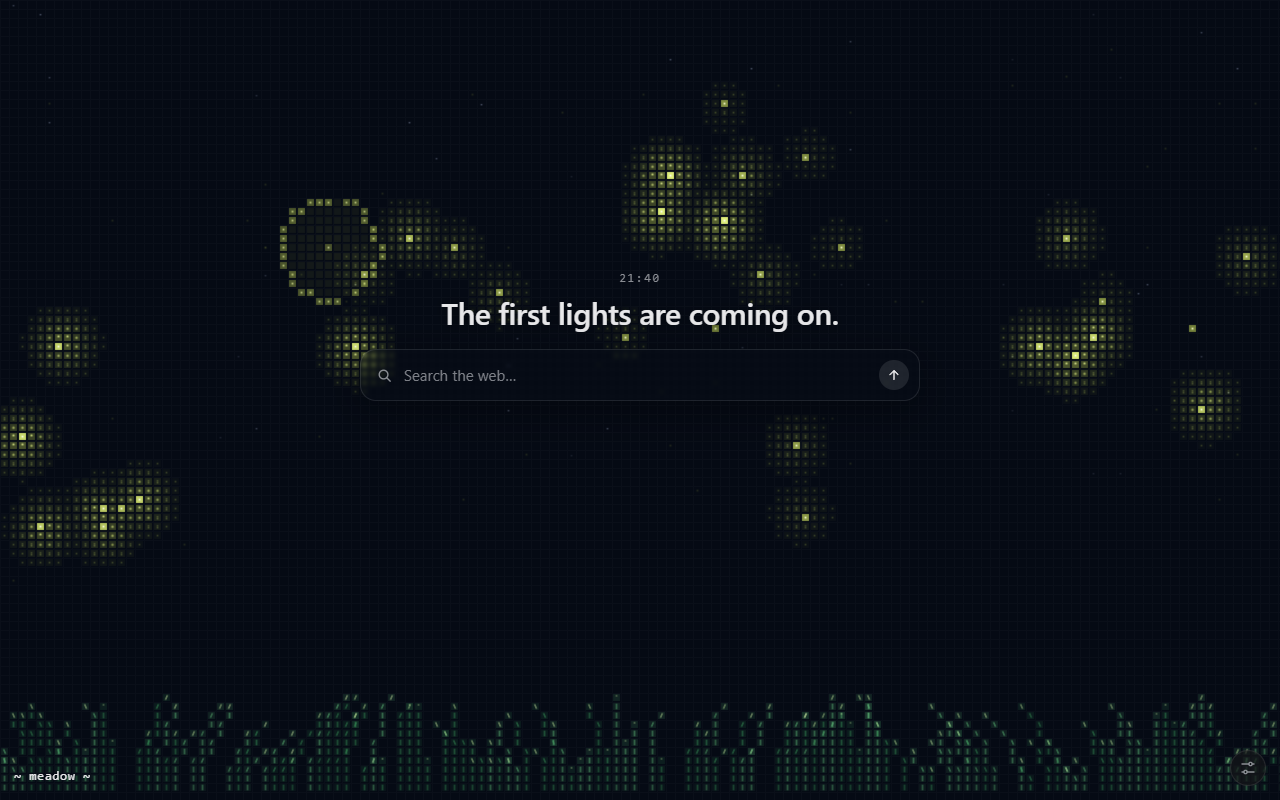 21:40
The first lights are coming on.
Search the web...
~ meadow ~